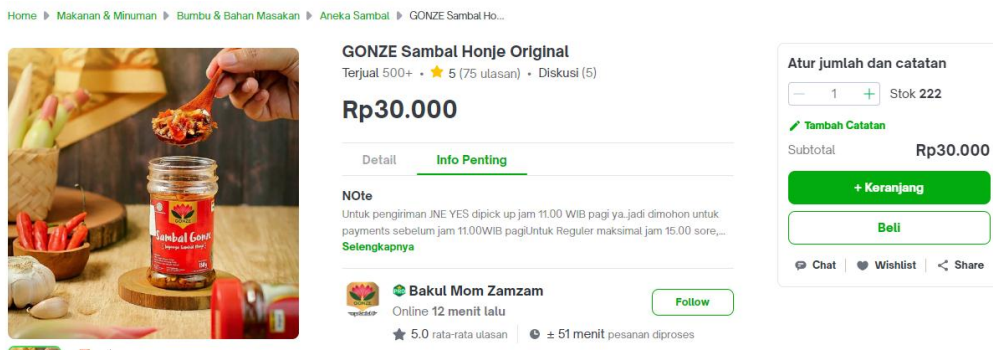 Home
Makanan & Minuman
Bumbu & Bahan Masakan
Aneka Sambal
GONZE Sambal Ho...
GONZE
Sambal Gonze
GONZE Sambal Honje Original
Terjual 500+ • 5 (75 ulasan) • Diskusi (5)
Rp30.000
Detail
Info Penting
NOte
Untuk pengiriman JNE YES dipick up jam 11.00 WIB pagi ya..jadi dimohon untuk
payments sebelum jam 11.00WIB pagiUntuk Reguler maksimal jam 15.00 sore,...
Selengkapnya
GONZE
PRO
Bakul Mom Zamzam
Online 12 menit lalu
Follow
5.0 rata-rata ulasan
± 51 menit pesanan diproses
Atur jumlah dan catatan
— 1 + Stok 222
Tambah Catatan
Subtotal Rp30.000
+ Keranjang
Beli
Chat
Wishlist
Share